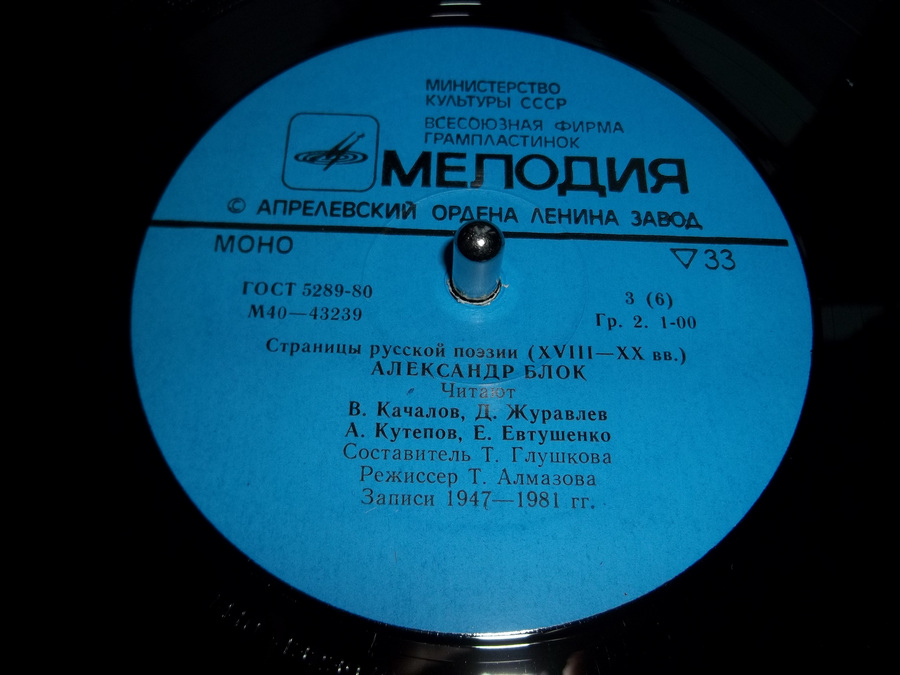 МИНИСТЕРСТВО
КУЛЬТУРЫ СССР
ВСЕСОЮЗНАЯ ФИРМА
ГРАМПЛАСТИНОК
МЕЛОДИЯ
© АПРЕЛЕВСКИЙ ОРДЕНА ЛЕНИНА ЗАВОД
МОНО
▽ 33
ГОСТ 5289-80
М40—43239
3 (6)
Гр. 2. 1-00
Страницы русской поэзии (XVIII—XX вв.)
АЛЕКСАНДР БЛОК
Читают
В. Качалов, Д. Журавлев
А. Кутепов, Е. Евтушенко
Составитель Т. Глушкова
Режиссер Т. Алмазова
Записи 1947—1981 гг.